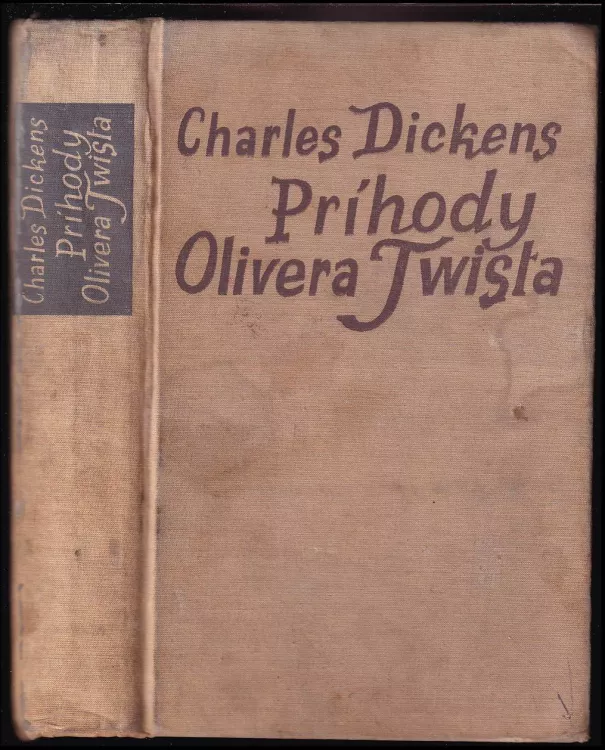 Charles Dickens
Príhody
Olivera Twista
Charles Dickens
Príhody
Olivera Twista